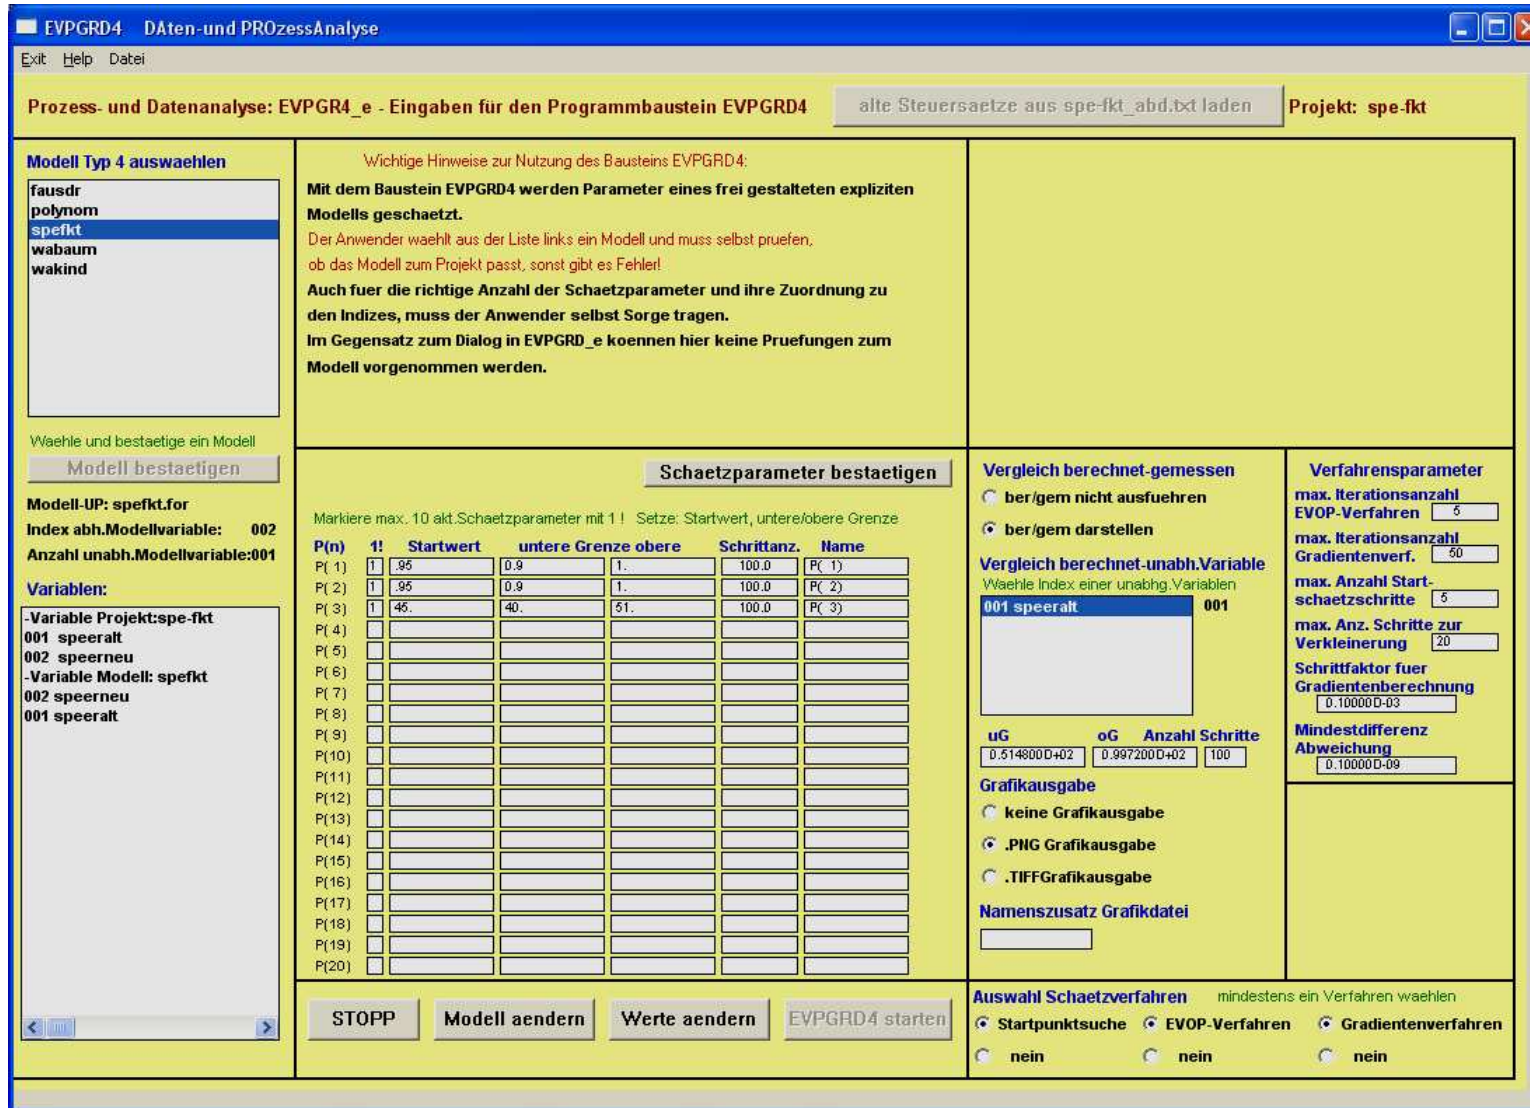 EVPGRD4 DAten-und PROzessAnalyse
Exit Help Datei
Prozess- und Datenanalyse: EVPGR4_e - Eingaben für den Programmbaustein EVPGRD4
alte Steuersaetze aus spe-fkt_abd.txt laden
Projekt: spe-fkt
Modell Typ 4 auswaehlen
fausdr
polynom
spefkt
wabaum
wakind
Waehle und bestaetige ein Modell
Modell bestaetigen
Modell-UP: spefkt.for
Index abh.Modellvariable: 002
Anzahl unabh.Modellvariable:001
Variablen:
-Variable Projekt:spe-fkt
001 speeralt
002 speerneu
-Variable Modell: spefkt
002 speerneu
001 speeralt
Wichtige Hinweise zur Nutzung des Bausteins EVPGRD4:
Mit dem Baustein EVPGRD4 werden Parameter eines frei gestalteten expliziten
Modells geschaetzt.
Der Anwender waehlt aus der Liste links ein Modell und muss selbst pruefen,
ob das Modell zum Projekt passt, sonst gibt es Fehler!
Auch fuer die richtige Anzahl der Schaetzparameter und ihre Zuordnung zu
den Indizes, muss der Anwender selbst Sorge tragen.
Im Gegensatz zum Dialog in EVPGRD_e koennen hier keine Pruefungen zum
Modell vorgenommen werden.
Schaetzparameter bestaetigen
Markiere max. 10 akt.Schaetzparameter mit 1 ! Setze: Startwert, untere/obere Grenze
P(n) 1! Startwert untere Grenze obere Schrittanz. Name
P( 1) 1 .95 0.9 1. 100.0 P( 1)
P( 2) 1 .95 0.9 1. 100.0 P( 2)
P( 3) 1 45. 40. 51. 100.0 P( 3)
P( 4)
P( 5)
P( 6)
P( 7)
P( 8)
P( 9)
P(10)
P(11)
P(12)
P(13)
P(14)
P(15)
P(16)
P(17)
P(18)
P(19)
P(20)
STOPP
Modell aendern
Werte aendern
EVPGRD4 starten
Vergleich berechnet-gemessen
ber/gem nicht ausfuehren
ber/gem darstellen
Vergleich berechnet-unabh.Variable
Waehle Index einer unabhg.Variablen
001 speeralt 001
uG oG Anzahl Schritte
0.514800D+02 0.997200D+02 100
Grafikausgabe
keine Grafikausgabe
.PNG Grafikausgabe
.TIFFGrafikausgabe
Namenszusatz Grafikdatei
Verfahrensparameter
max. Iterationsanzahl
EVOP-Verfahren 5
max. Iterationsanzahl
Gradientenverf. 50
max. Anzahl Start-
schaetzschritte 5
max. Anz. Schritte zur
Verkleinerung 20
Schrittfaktor fuer
Gradientenberechnung
0.10000D-03
Mindestdifferenz
Abweichung
0.10000D-09
Auswahl Schaetzverfahren mindestens ein Verfahren waehlen
Startpunktsuche EVOP-Verfahren Gradientenverfahren
nein nein nein